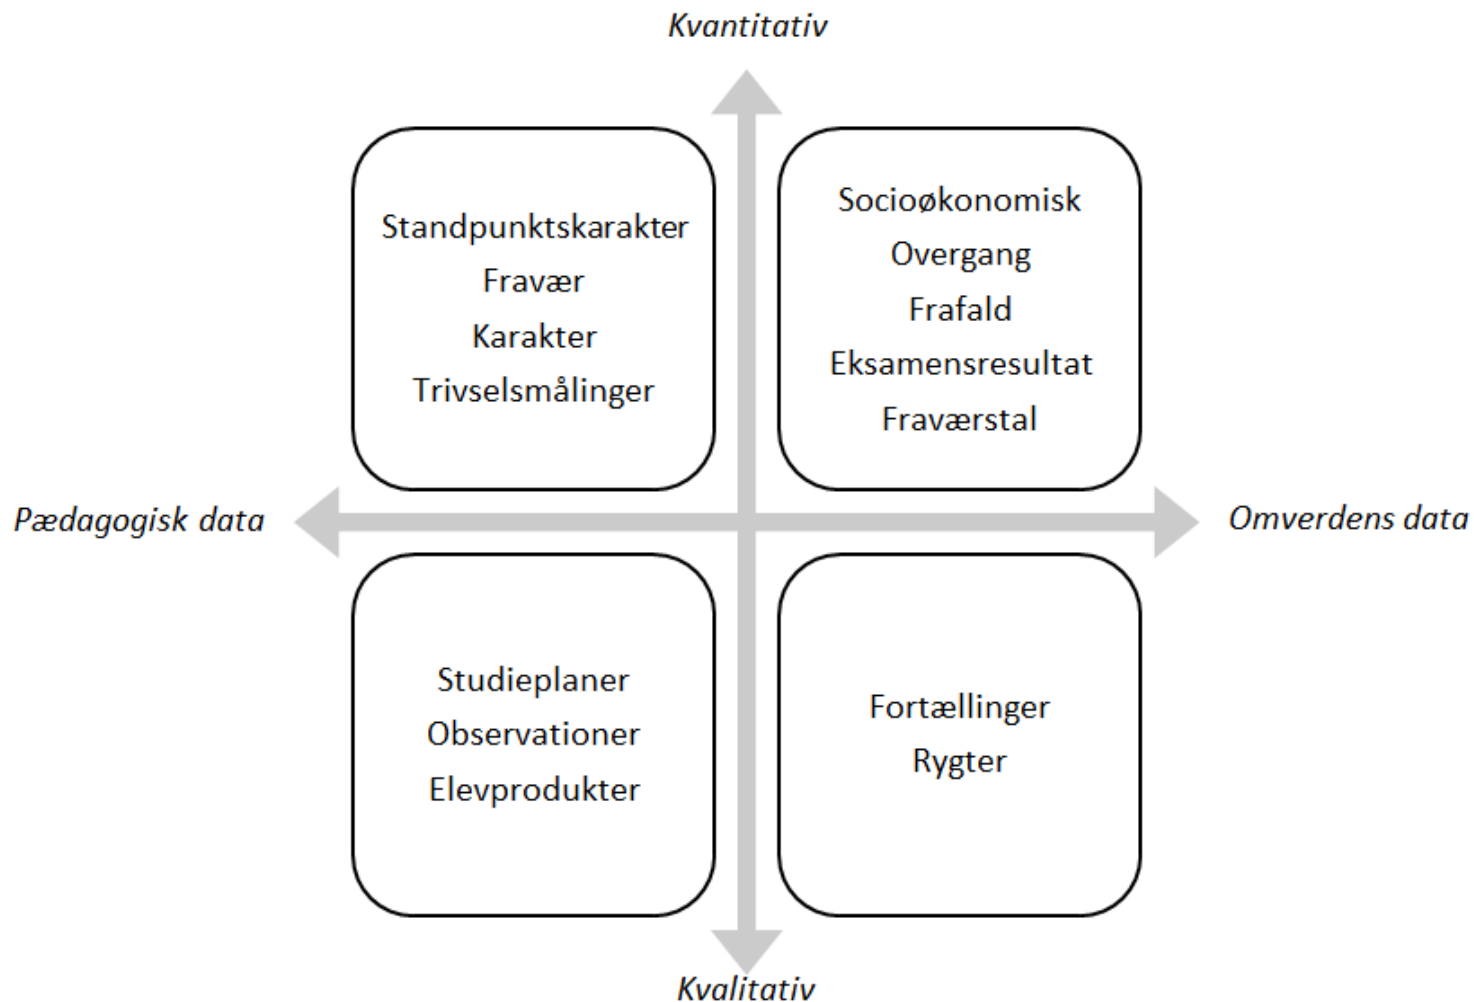 Kvantitativ
Standpunktskarakter
Fravær
Karakter
Trivselsmålinger
Socioøkonomisk
Overgang
Frafald
Eksamensresultat
Fraværstal
Pædagogisk data
Omverdens data
Studieplaner
Observationer
Elevprodukter
Fortællinger
Rygter
Kvalitativ